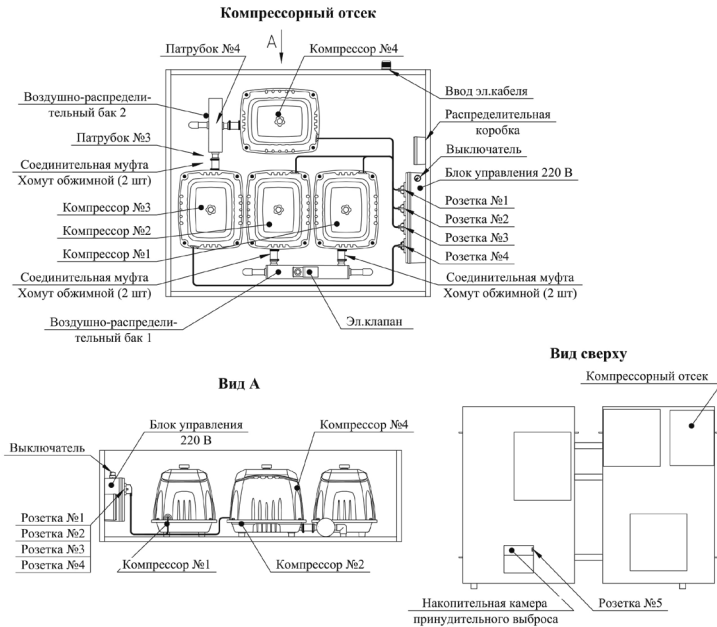 Компрессорный отсек
А
Патрубок №4
Компрессор №4
Воздушно-распредели-
тельный бак 2
Патрубок №3
Соединительная муфта
Хомут обжимной (2 шт)
Компрессор №3
Компрессор №2
Компрессор №1
Соединительная муфта
Хомут обжимной (2 шт)
Воздушно-распредели-
тельный бак 1
Эл.клапан
Ввод эл.кабеля
Распределительная
коробка
Выключатель
Блок управления 220 В
Розетка №1
Розетка №2
Розетка №3
Розетка №4
Соединительная муфта
Хомут обжимной (2 шт)
Вид А
Блок управления
220 В
Компрессор №4
Выключатель
Розетка №1
Розетка №2
Розетка №3
Розетка №4
Компрессор №1
Компрессор №2
Вид сверху
Компрессорный отсек
Накопительная камера
принудительного выброса
Розетка №5